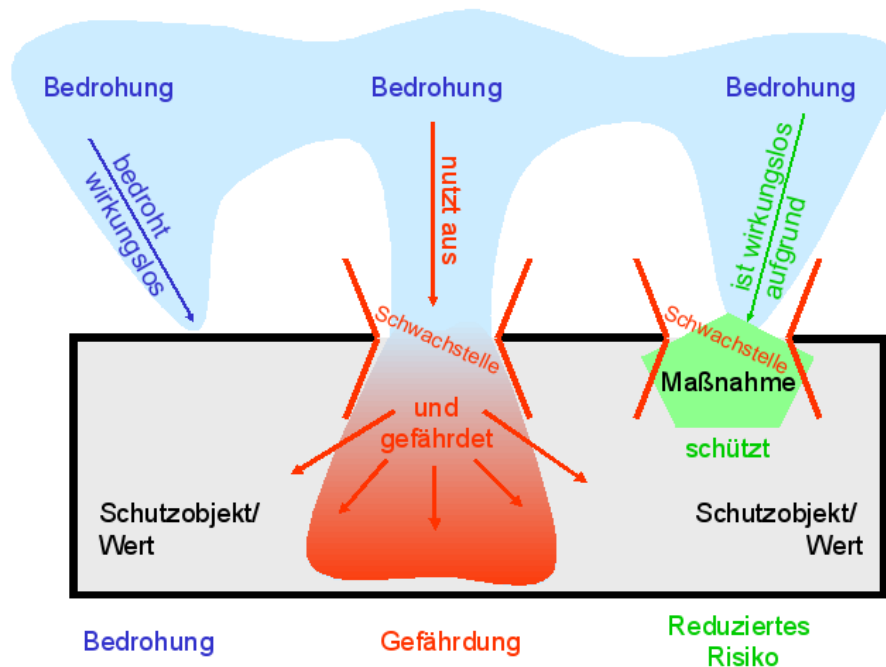 Bedrohung
Bedrohung
Bedrohung
bedroht
wirkungslos
nutzt aus
ist wirkungslos
aufgrund
Schwachstelle
Schwachstelle
Maßnahme
und
gefährdet
schützt
Schutzobjekt/
Wert
Schutzobjekt/
Wert
Bedrohung
Gefährdung
Reduziertes
Risiko